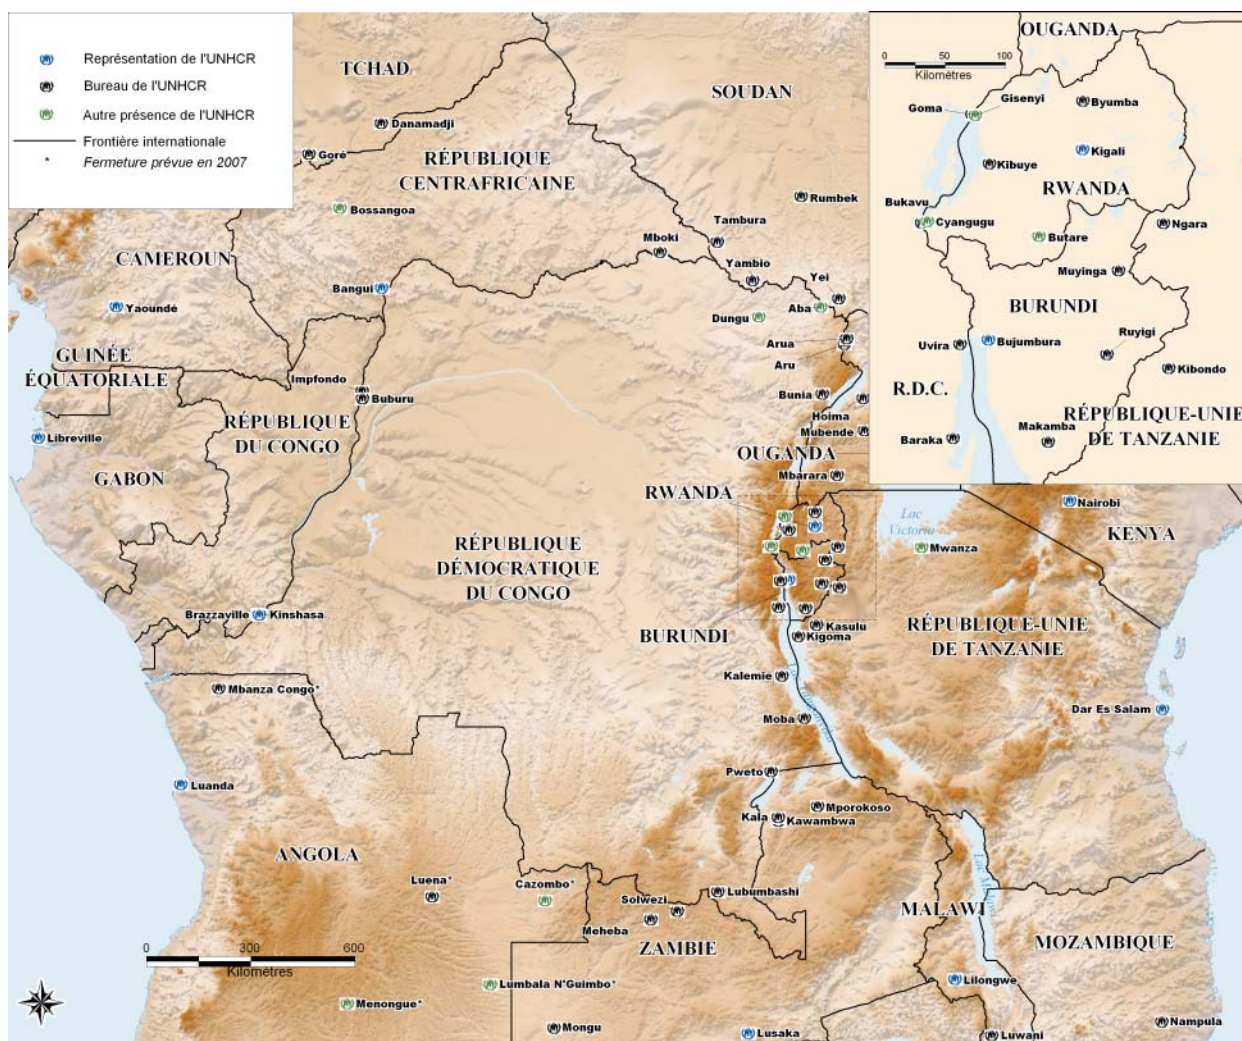 Représentation de l'UNHCR
Bureau de l'UNHCR
Autre présence de l'UNHCR
Frontière internationale
* Fermeture prévue en 2007
TCHAD
SOUDAN
Danamadji
Goré
RÉPUBLIQUE
CENTRAFRICAINE
Bossangoa
Rumbek
Tambura
Mboki
Yambio
Yei
CAMEROUN
Bangui
Yaoundé
Dungu
Aba
Arua
Aru
GUINÉE
ÉQUATORIALE
Impfondo
Buburu
Bunia
Hoima
Mubende
RÉPUBLIQUE
DU CONGO
Libreville
GABON
OUGANDA
Mbarara
RWANDA
Lac
Victoria
Nairobi
KENYA
Mwanza
RÉPUBLIQUE
DÉMOCRATIQUE
DU CONGO
Brazzaville
Kinshasa
BURUNDI
Kasulu
Kigoma
RÉPUBLIQUE-UNIE
DE TANZANIE
Kalemie
Mbanza Congo*
Moba
Dar Es Salam
Luanda
Pweto
Mporokoso
Kala
Kawambwa
ANGOLA
Luena*
Cazombo*
Solwezi
Lubumbashi
Meheba
ZAMBIE
MALAWI
MOZAMBIQUE
0 300 600
Kilométres
Lumbala N'Guimbo*
Lilongwe
Menongue*
Mongu
Lusaka
Luwani
Nampula
OUGANDA
0 50 100
Kilométres
Goma
Gisenyi
Byumba
Kigali
Kibuye
RWANDA
Bukavu
Cyangugu
Butare
Ngara
Muyinga
BURUNDI
Ruyigi
Uvira
Bujumbura
Kibondo
R.D.C.
RÉPUBLIQUE-UNIE
DE TANZANIE
Baraka
Makamba